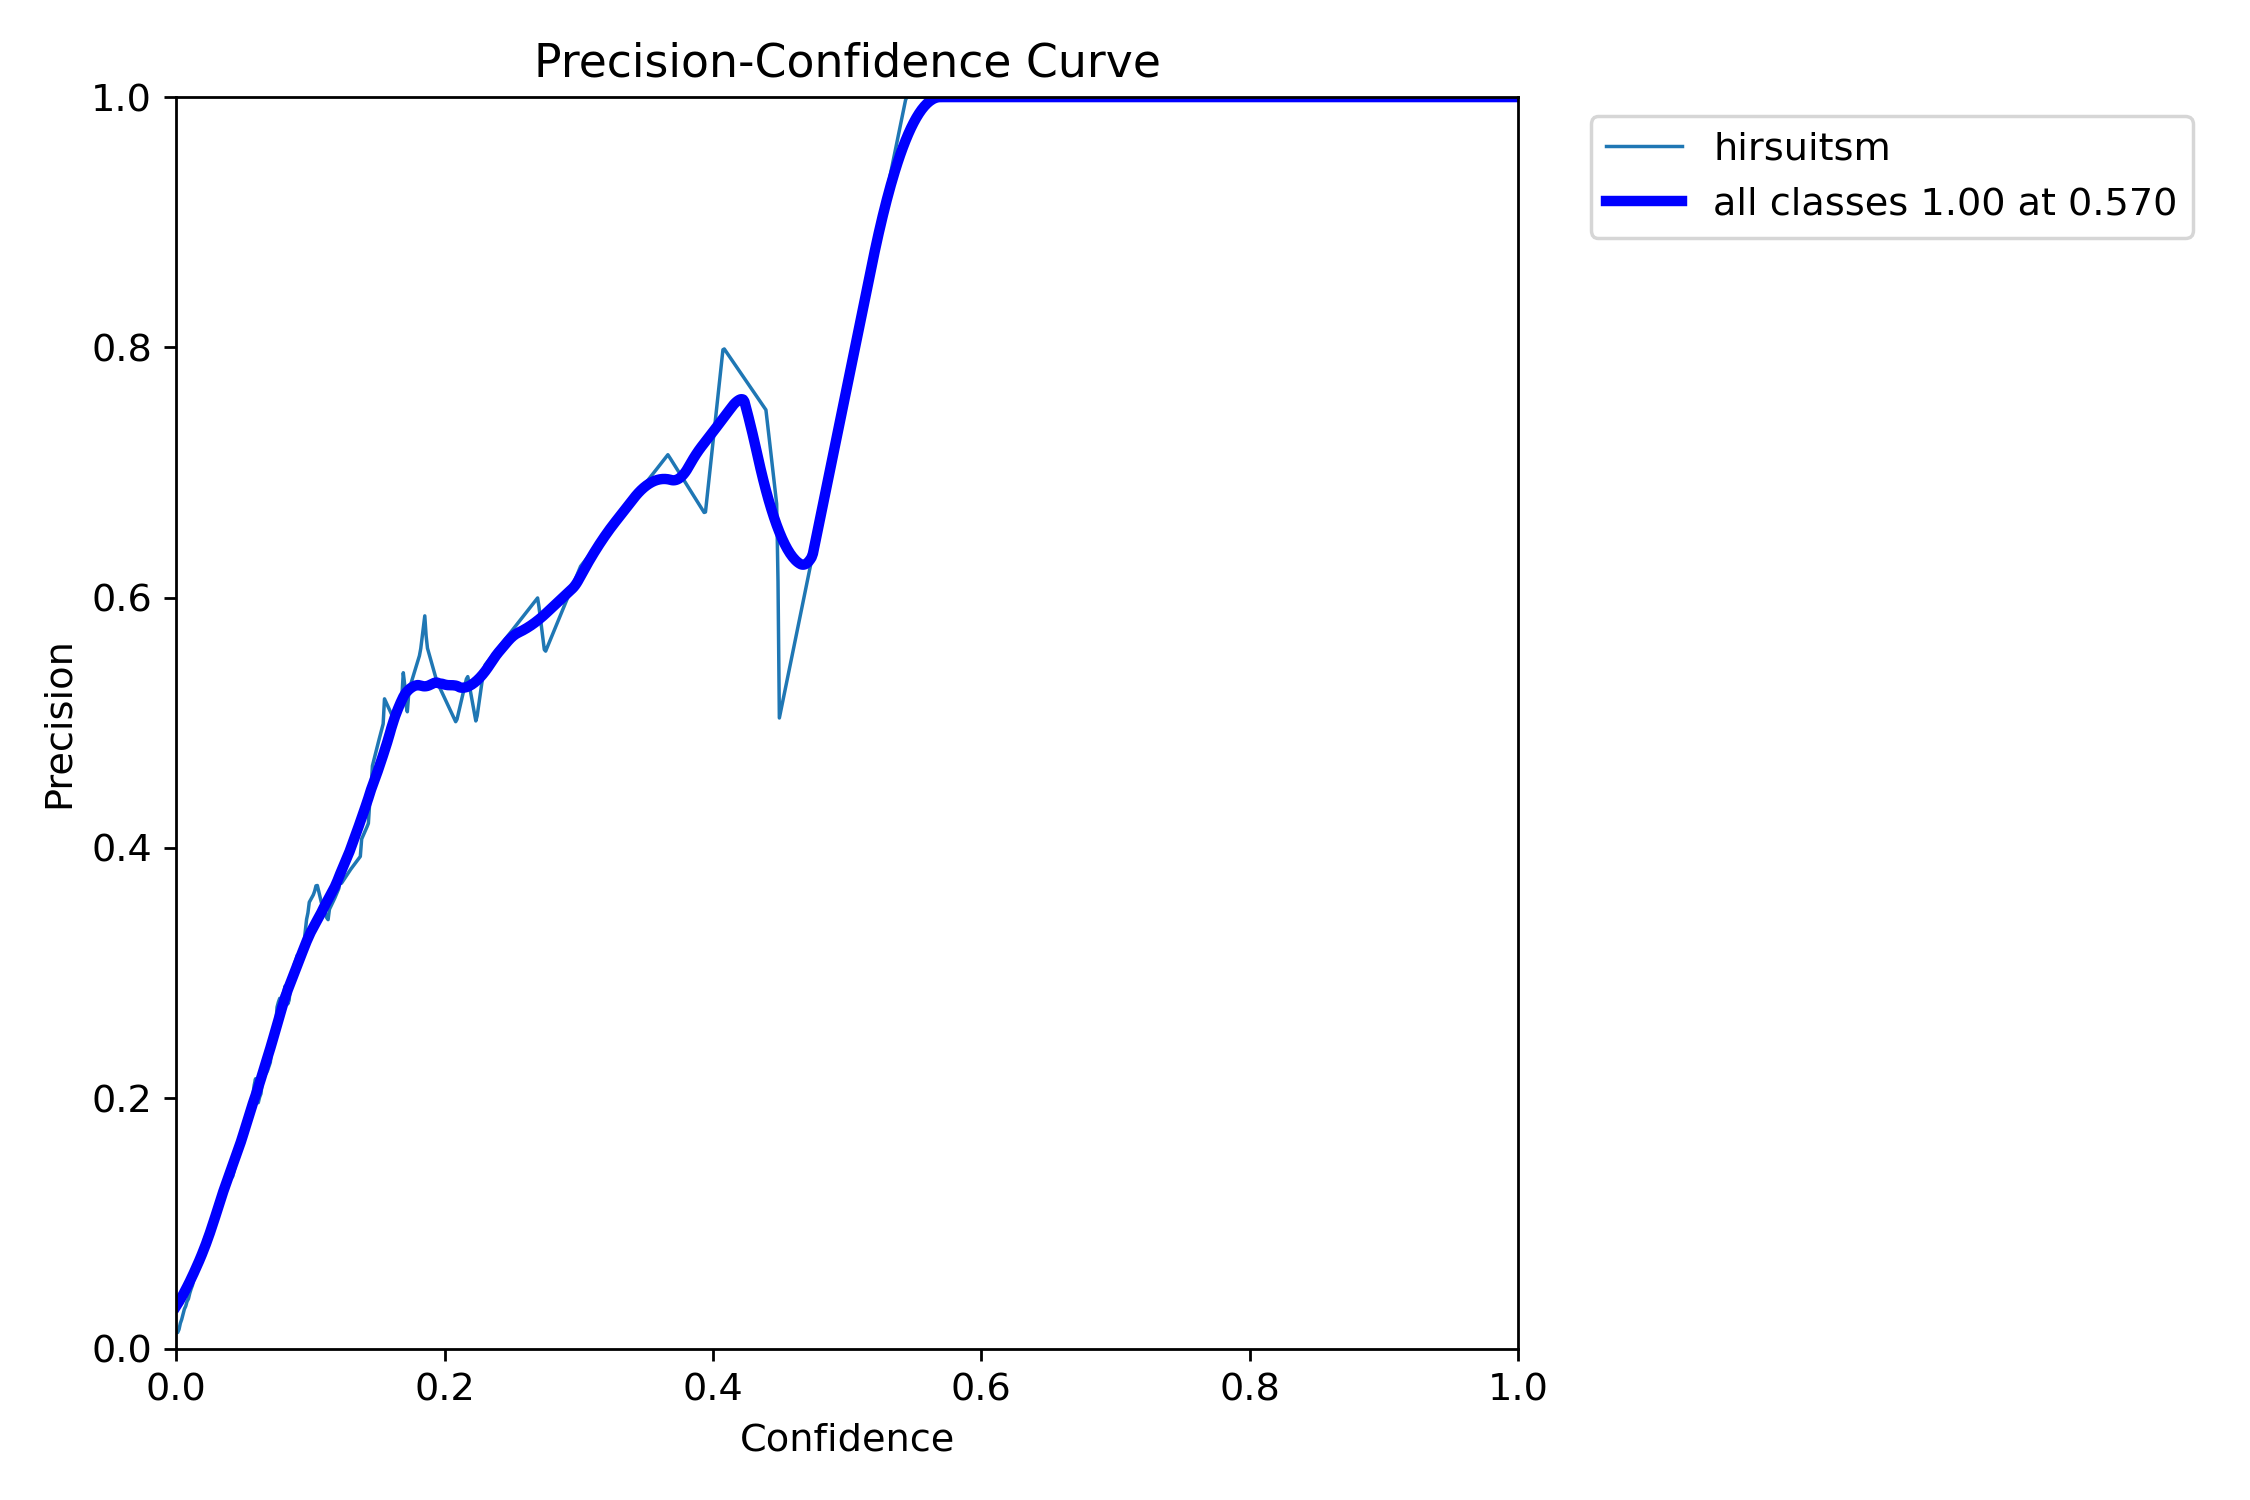 Precision-Confidence Curve
hirsuitsm
all classes 1.00 at 0.570
Precision
1.0
0.8
0.6
0.4
0.2
0.0
0.0 0.2 0.4 0.6 0.8 1.0
Confidence